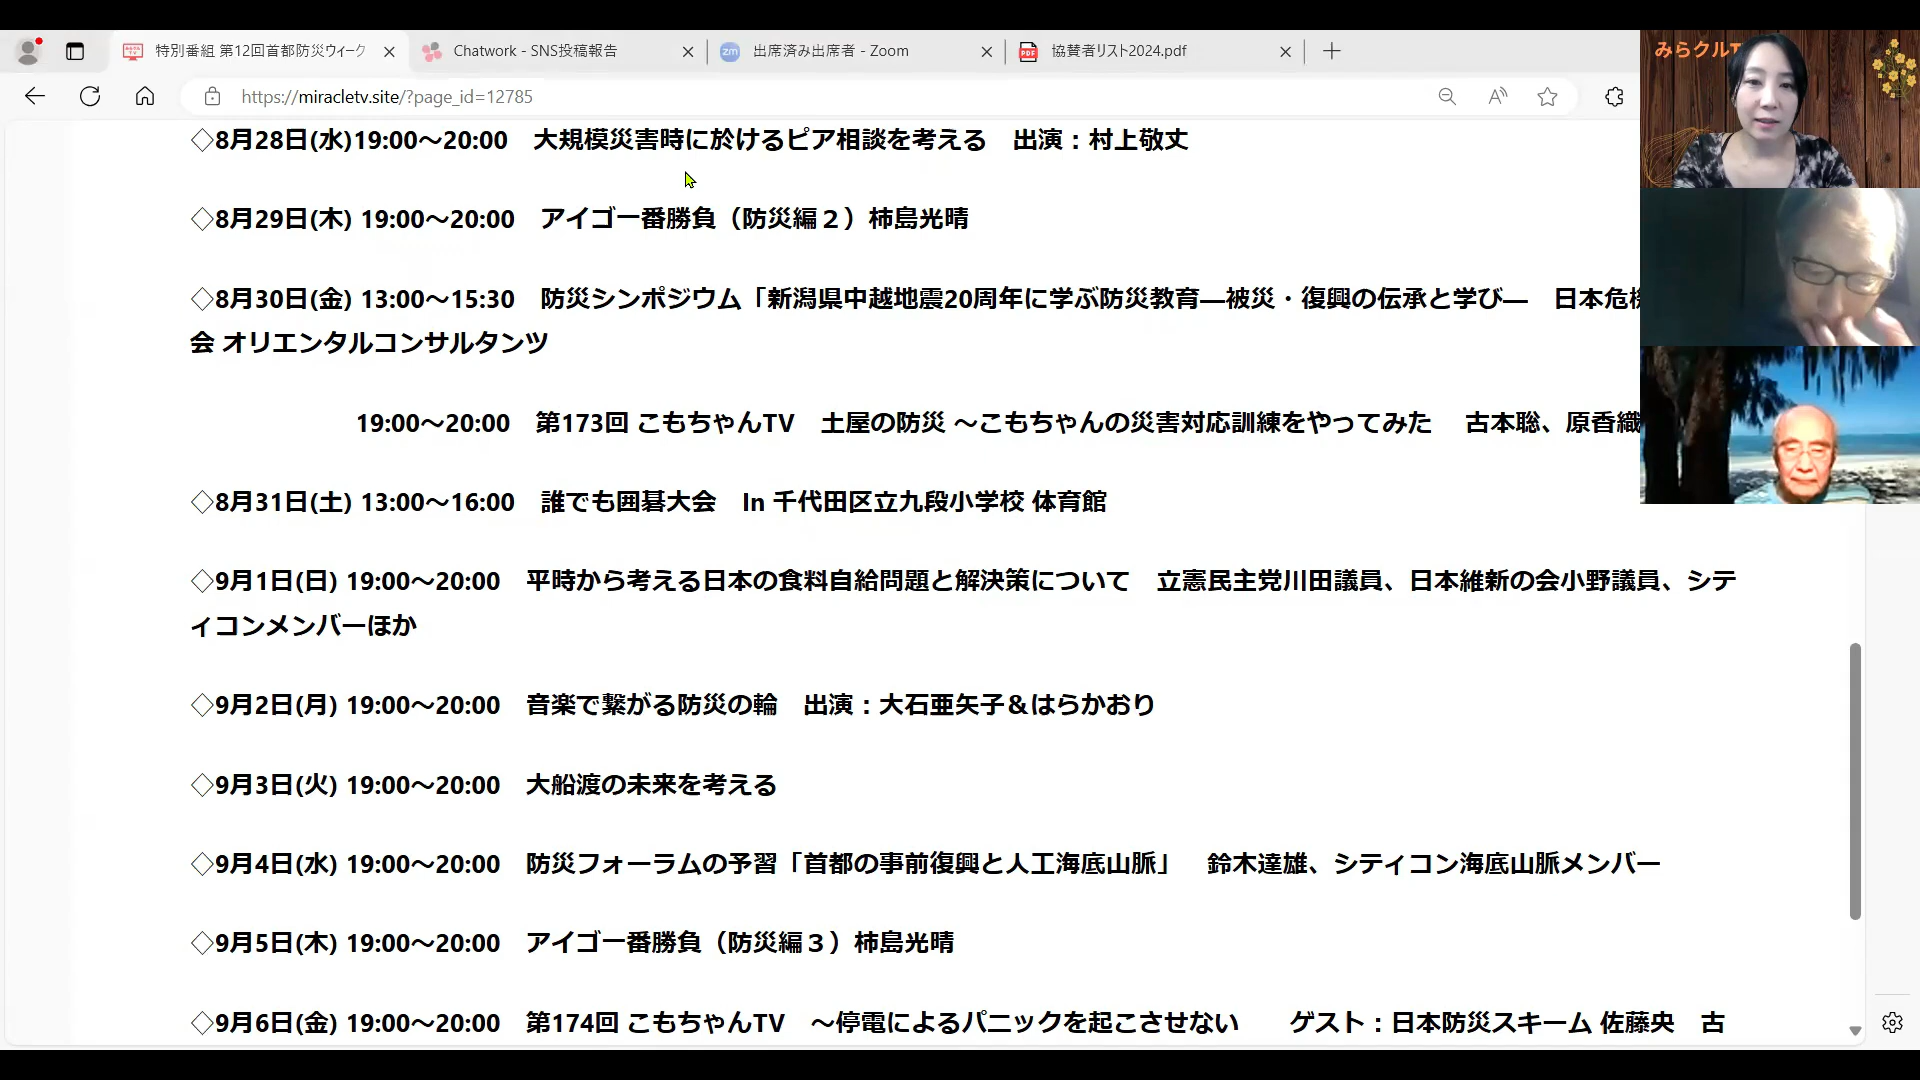 特別番組 第12回首都防災ウィーク
Chatwork - SNS投稿報告
zm 出席済み出席者 - Zoom
PDF 協賛者リスト2024.pdf
https://miracletv.site/?page_id=12785
みらクルT
◇8月28日(水)19:00〜20:00　大規模災害時に於けるピア相談を考える　出演：村上敬丈
◇8月29日(木) 19:00〜20:00　アイゴー番勝負（防災編２）柿島光晴
◇8月30日(金) 13:00〜15:30　防災シンポジウム「新潟県中越地震20周年に学ぶ防災教育―被災・復興の伝承と学び―　日本危機
会 オリエンタルコンサルタンツ
19:00〜20:00　第173回 こもちゃんTV　土屋の防災 〜こもちゃんの災害対応訓練をやってみた　 古本聡、原香織
◇8月31日(土) 13:00〜16:00　誰でも囲碁大会　In 千代田区立九段小学校 体育館
◇9月1日(日) 19:00〜20:00　平時から考える日本の食料自給問題と解決策について　立憲民主党川田議員、日本維新の会小野議員、シテ
ィコンメンバーほか
◇9月2日(月) 19:00〜20:00　音楽で繋がる防災の輪　出演：大石亜矢子＆はらかおり
◇9月3日(火) 19:00〜20:00　大船渡の未来を考える
◇9月4日(水) 19:00〜20:00　防災フォーラムの予習「首都の事前復興と人工海底山脈」　鈴木達雄、シティコン海底山脈メンバー
◇9月5日(木) 19:00〜20:00　アイゴー番勝負（防災編３）柿島光晴
◇9月6日(金) 19:00〜20:00　第174回 こもちゃんTV　〜停電によるパニックを起こさせない　　ゲスト：日本防災スキーム 佐藤央　古